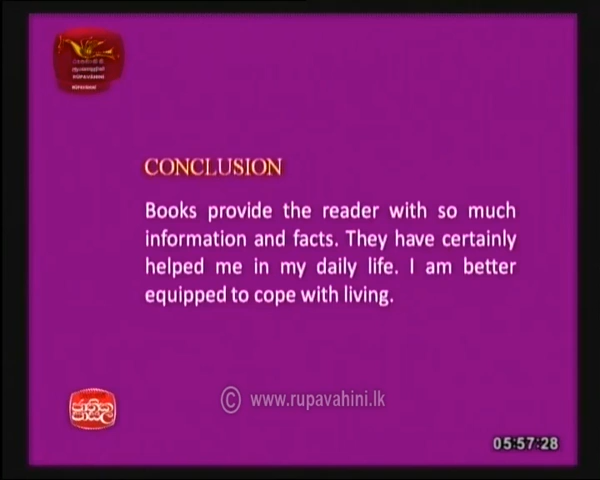 RUPAVAHINI
CONCLUSION
Books provide the reader with so much
information and facts. They have certainly
helped me in my daily life. I am better
equipped to cope with living.
© www.rupavahini.lk
05:57:28